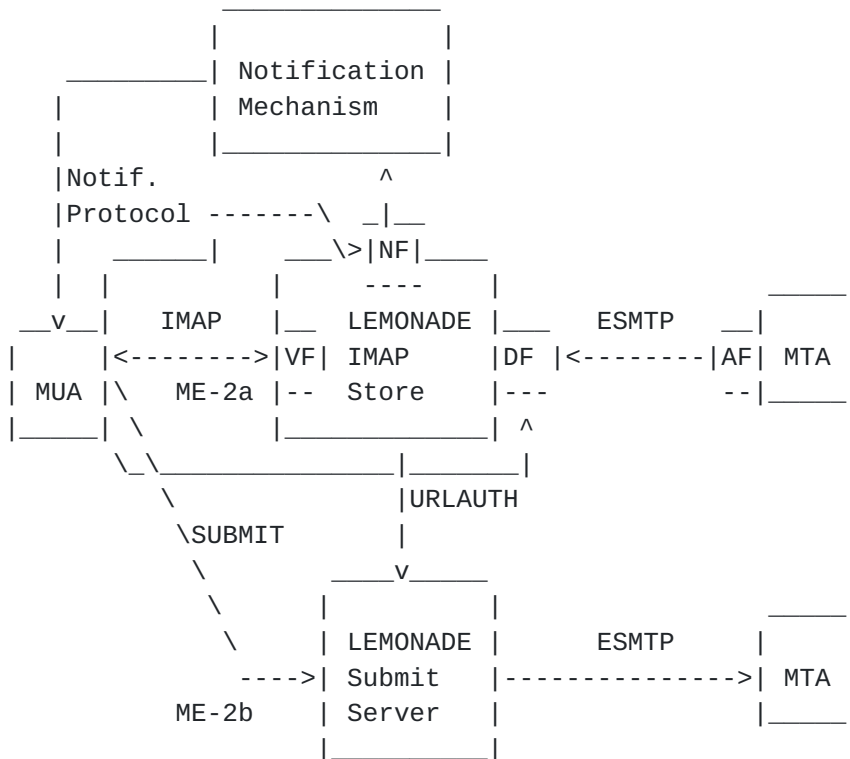 Notification
Mechanism
Notif.
Protocol
NF
IMAP LEMONADE ESMTP
VF IMAP DF AF MTA
MUA ME-2a Store
URLAUTH
SUBMIT
LEMONADE ESMTP
Submit MTA
ME-2b Server